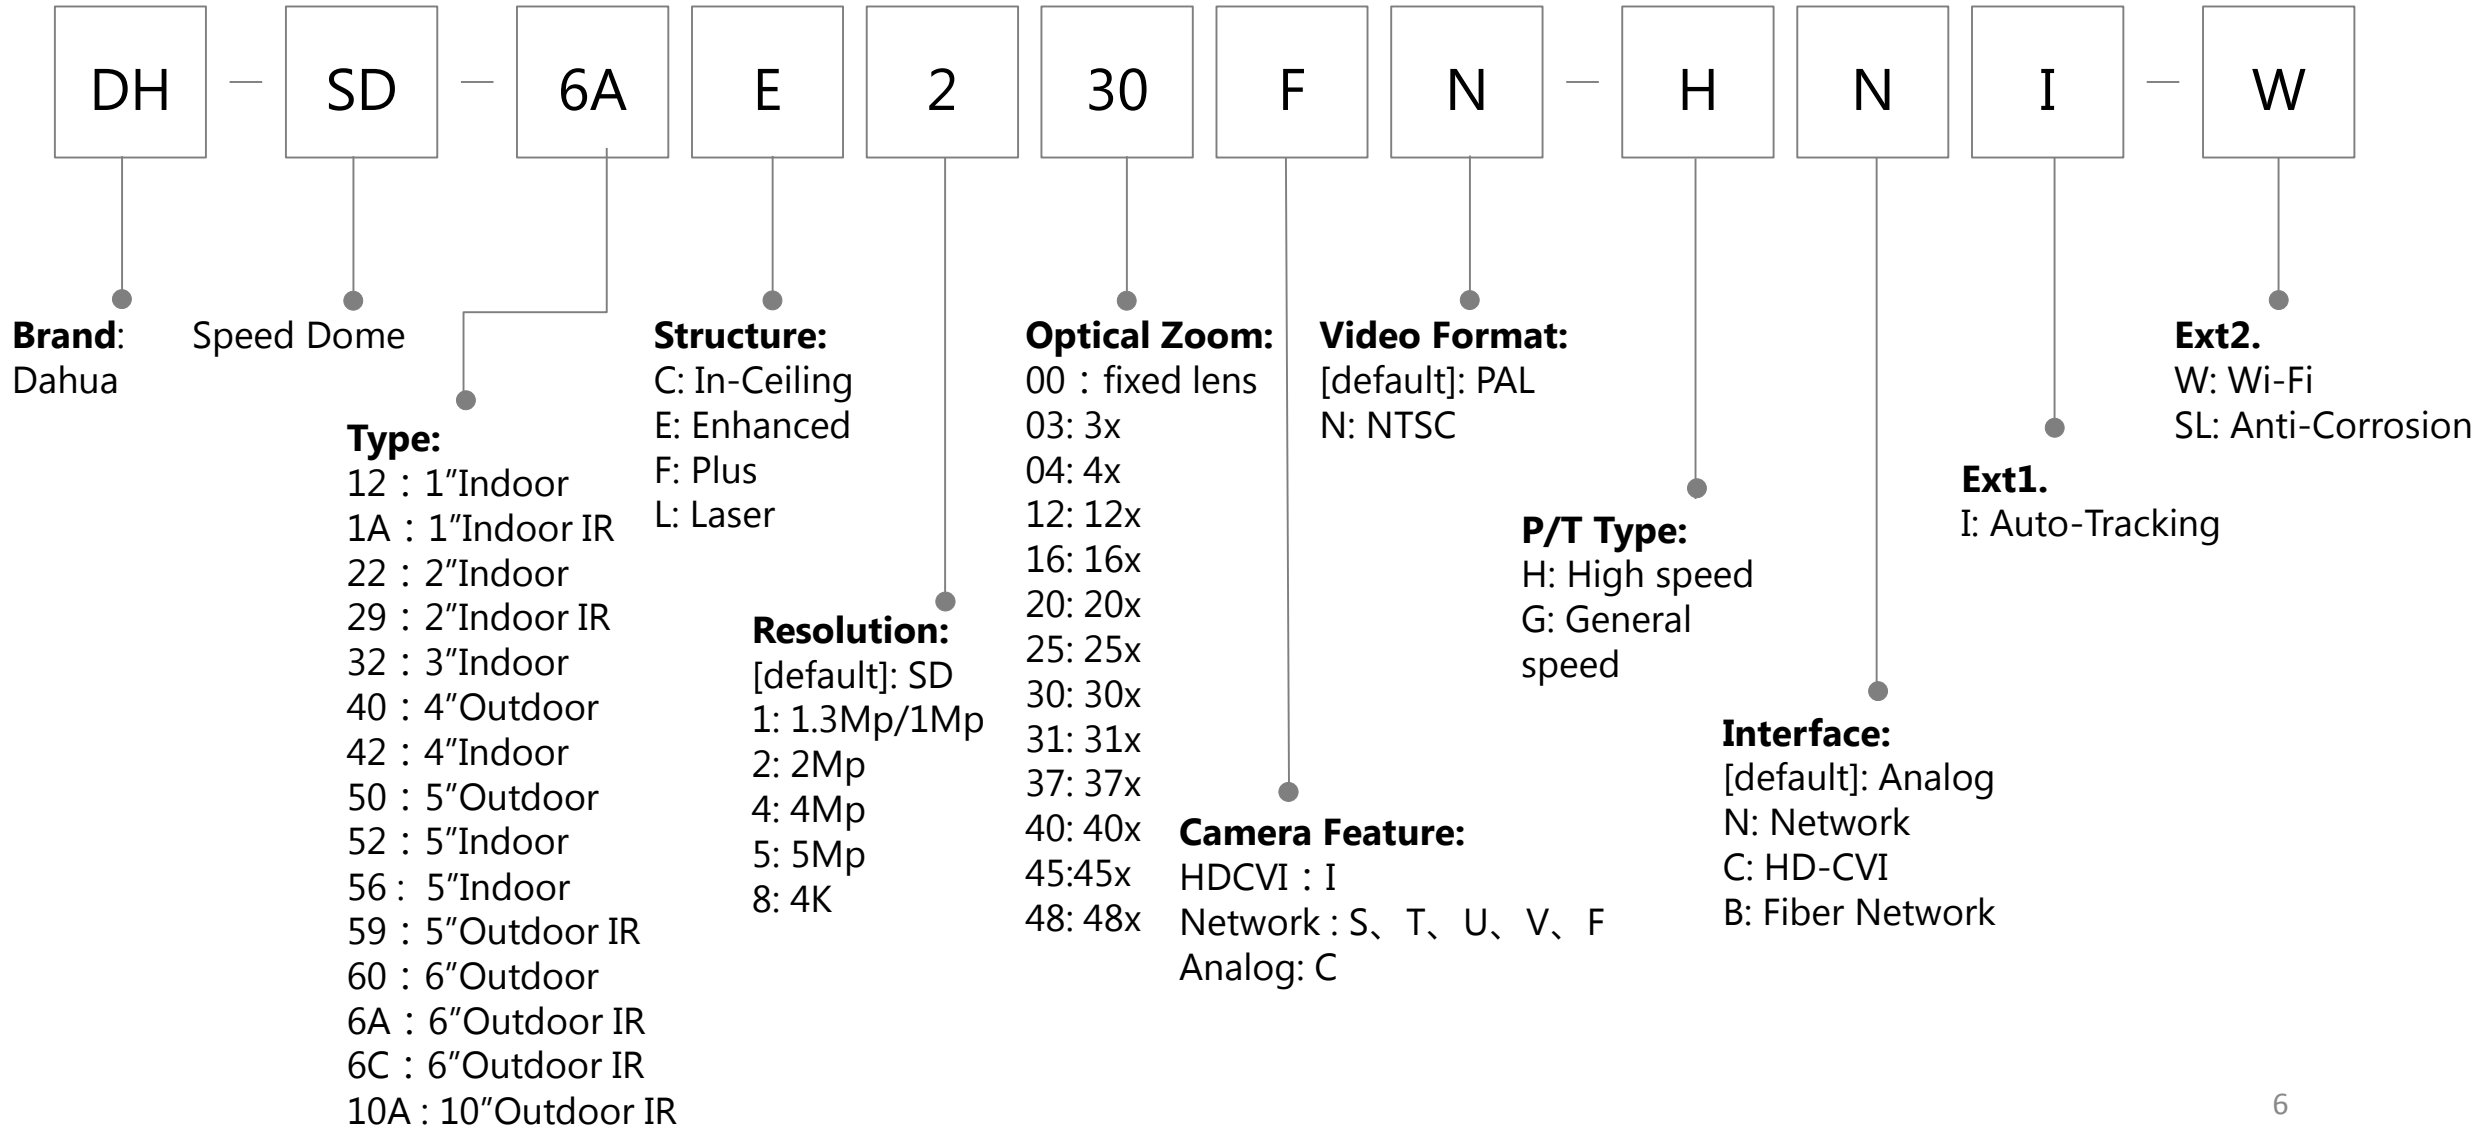 DH — SD — 6A E 2 30 F N — H N I — W
Brand:
Dahua
Speed Dome
Type:
12：1"Indoor
1A：1"Indoor IR
22：2"Indoor
29：2"Indoor IR
32：3"Indoor
40：4"Outdoor
42：4"Indoor
50：5"Outdoor
52：5"Indoor
56 :  5"Indoor
59：5"Outdoor IR
60：6"Outdoor
6A：6"Outdoor IR
6C：6"Outdoor IR
10A : 10"Outdoor IR
Structure:
C: In-Ceiling
E: Enhanced
F: Plus
L: Laser
Resolution:
[default]: SD
1: 1.3Mp/1Mp
2: 2Mp
4: 4Mp
5: 5Mp
8: 4K
Optical Zoom:
00：fixed lens
03: 3x
04: 4x
12: 12x
16: 16x
20: 20x
25: 25x
30: 30x
31: 31x
37: 37x
40: 40x
45:45x
48: 48x
Camera Feature:
HDCVI：I
Network : S、T、U、V、F
Analog: C
Video Format:
[default]: PAL
N: NTSC
P/T Type:
H: High speed
G: General
speed
Interface:
[default]: Analog
N: Network
C: HD-CVI
B: Fiber Network
Ext1.
I: Auto-Tracking
Ext2.
W: Wi-Fi
SL: Anti-Corrosion
6